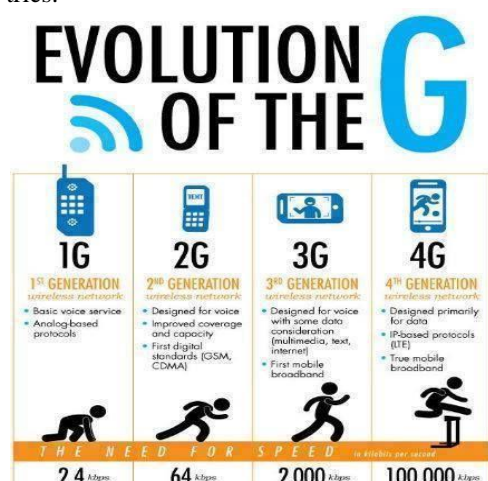 tries.
EVOLUTION
OF THE G
1G
1ST GENERATION
wireless network
• Basic voice service
• Analog-based
protocols
2.4 kbps
TEXT
2G
2ND GENERATION
wireless network
• Designed for voice
• Improved coverage
and capacity
• First digital
standards (GSM,
CDMA)
64 kbps
3G
3RD GENERATION
wireless network
• Designed for voice
with some data
consideration
(multimedia, text,
internet)
• First mobile
broadband
2,000 kbps
4G
4TH GENERATION
wireless network
• Designed primarily
for data
• IP-based protocols
(LTE)
• True mobile
broadband
100,000 kbps
THE NEED FOR SPEED in kilobits per second